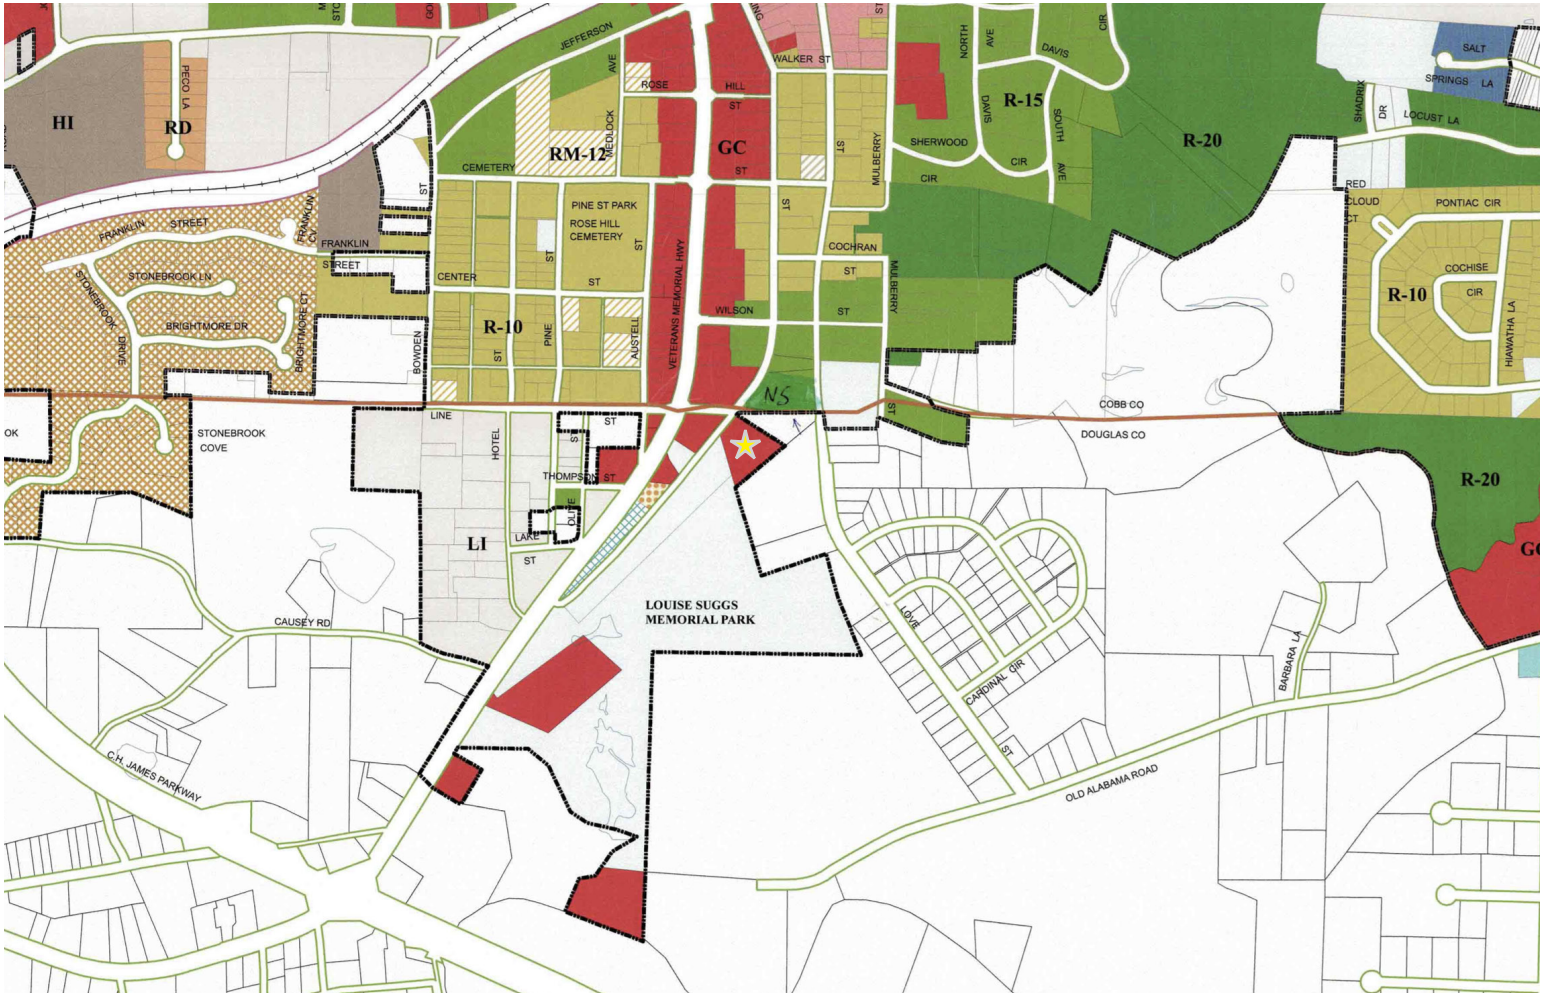 JEFFERSON
AVE
WALKER ST
ST
NORTH
AVE
DAVIS
CIR
SALT
SPRINGS LA
PECO LA
HI
RD
ROSE
HILL
ST
R-15
DAVIS
SOUTH
AVE
SHADRIX
DR
LOCUST LA
RM-12
MEDLOCK
GC
ST
ST
MULBERRY
SHERWOOD
CIR
CIR
R-20
CEMETERY
ST
RED
CLOUD
CT
PONTIAC CIR
PINE ST PARK
ROSE HILL
CEMETERY
ST
FRANKLIN
STREET
FRANKLIN
CV
FRANKLIN
STREET
ST
ST
COCHRAN
ST
VETERANS MEMORIAL HWY
MULBERRY
COCHISE
CIR
STONEBROOK LN
CENTER
ST
R-10
HIAWATHA LA
STONEBROOK
DRIVE
BRIGHTMORE DR
BRIGHTMORE CT
BOWDEN
R-10
ST
PINE
AUSTELL
WILSON
ST
NS
COBB CO
DOUGLAS CO
ST
LINE
HOTEL
ST
ST
OK
STONEBROOK
COVE
THOMPSON ST
R-20
OLIVE
LI
LAKE
ST
LOUISE SUGGS
MEMORIAL PARK
CAUSEY RD
LOVE
ST
CARDINAL CIR
BARBARA LA
C.H. JAMES PARKWAY
OLD ALABAMA ROAD